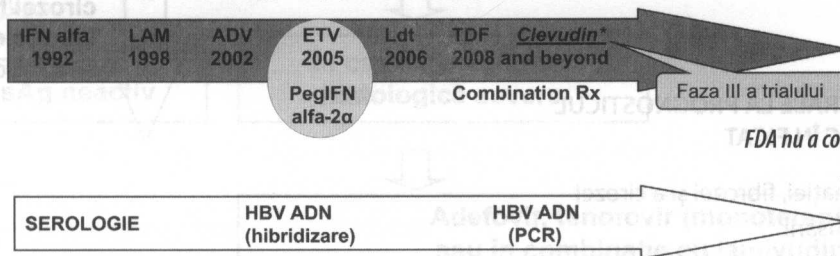 IFN alfa LAM ADV ETV Ldt TDF Clevudin*
1992 1998 2002 2005 2006 2008 and beyond
PegIFN
alfa-2α
Combination Rx
Faza III a trialului
FDA nu a co
SEROLOGIE
HBV ADN
(hibridizare)
HBV ADN
(PCR)